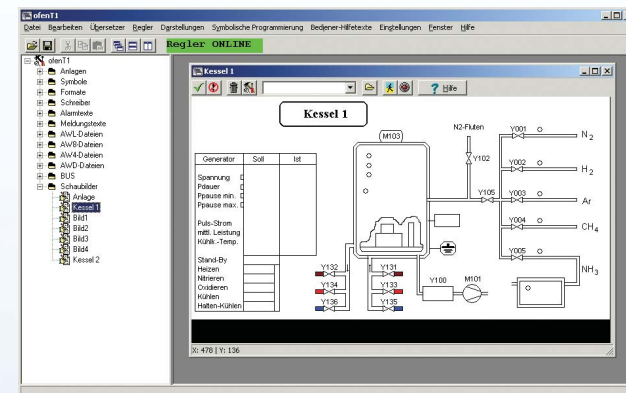 ofenT1
Datei Bearbeiten Übersetzer Regler Darstellungen Symbolische Programmierung Bediener-Hilfetexte Einstellungen Fenster Hilfe
Regler ONLINE
ofenT1
Anlagen
Symbole
Formate
Schreiber
Alarmtexte
Meldungstexte
AWL-Dateien
AW8-Dateien
AW4-Dateien
AWD-Dateien
BUS
Schaubilder
Anlage
Kessel 1
Bild1
Bild2
Bild3
Bild4
Kessel 2
Kessel 1
Hilfe
Kessel 1
M103
N2-Fluten
Y102
Y105
Y001 N2
Y002 H2
Y003 Ar
Y004 CH4
Y005 NH3
Generator Soll Ist
Spannung
Pdauer
Ppause min.
Ppause max.
Puls-Strom
mittl. Leistung
Kühlk.-Temp.
Stand-By
Heizen
Nitrieren
Oxidieren
Kühlen
Halten-Kühlen
Y132 Y131
Y134 Y133
Y136 Y135
Y100 M101
X: 478 | Y: 136